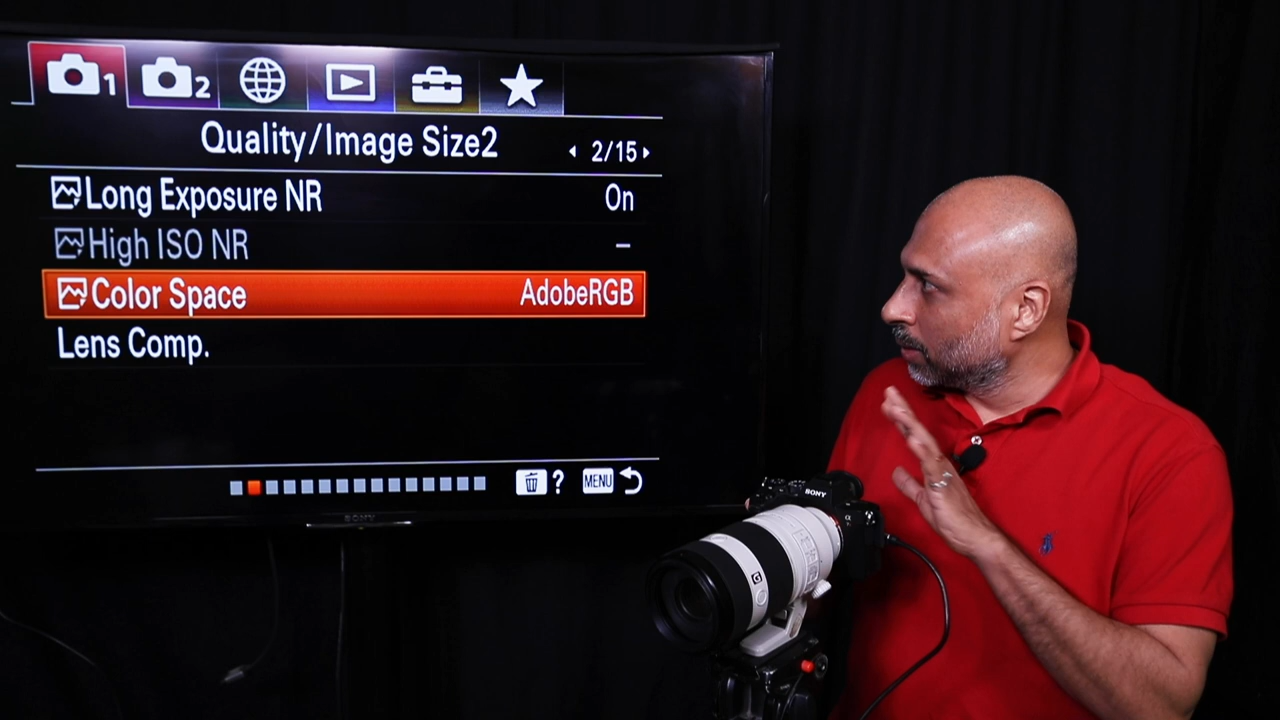 1
2
Quality/Image Size2
2/15
Long Exposure NR On
High ISO NR –
Color Space AdobeRGB
Lens Comp.
? MENU
SONY
SONY
α
G